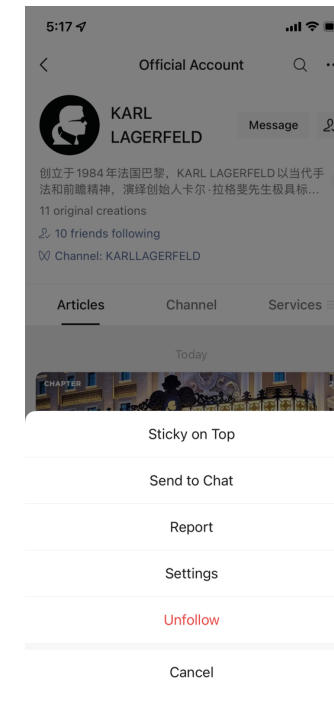 5:17
Official Account
KARL
LAGERFELD
Message
创立于1984年法国巴黎，KARL LAGERFELD以当代手
法和前瞻精神，演绎创始人卡尔·拉格斐先生极具标...
11 original creations
10 friends following
Channel: KARLLAGERFELD
Articles
Channel
Services
Today
CHAPTER
Sticky on Top
Send to Chat
Report
Settings
Unfollow
Cancel